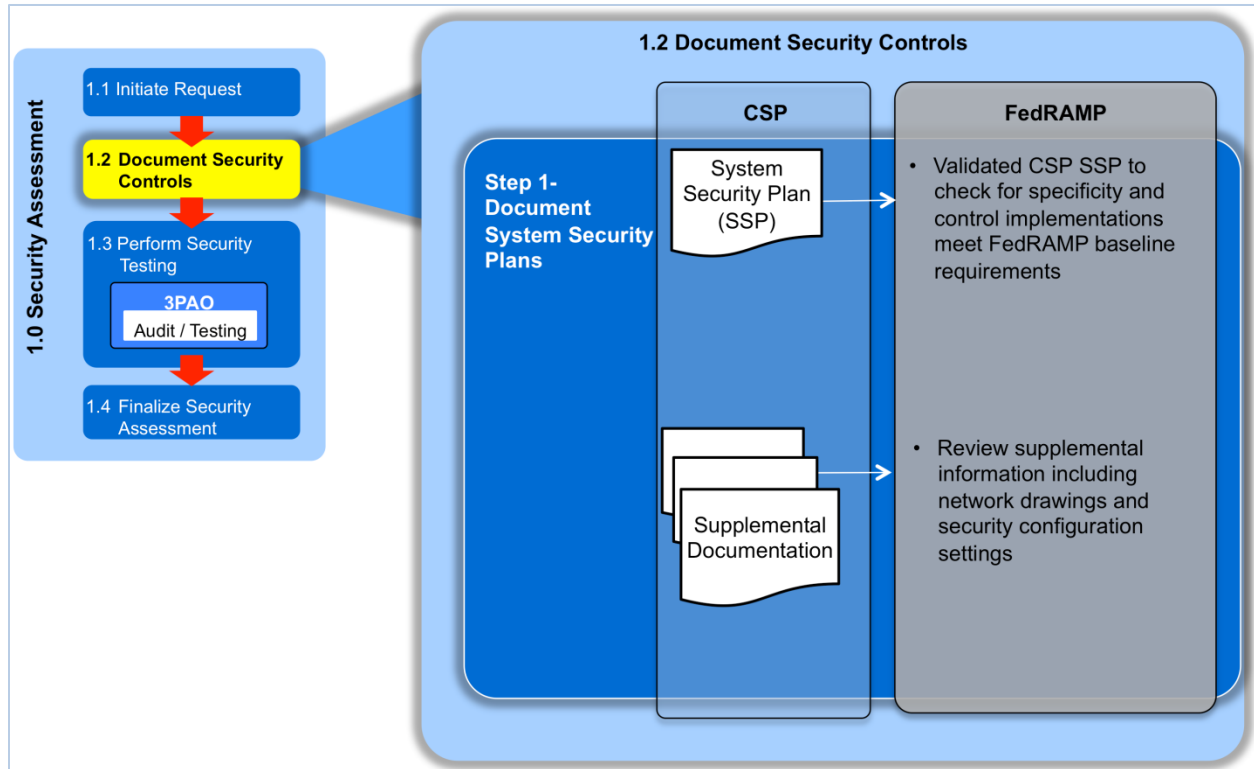 1.0 Security Assessment
1.1 Initiate Request
1.2 Document Security
Controls
1.3 Perform Security
Testing
3PAO
Audit / Testing
1.4 Finalize Security
Assessment
1.2 Document Security Controls
CSP
FedRAMP
Step 1-
Document
System Security
Plans
System
Security Plan
(SSP)
• Validated CSP SSP to
check for specificity and
control implementations
meet FedRAMP baseline
requirements
Supplemental
Documentation
• Review supplemental
information including
network drawings and
security configuration
settings